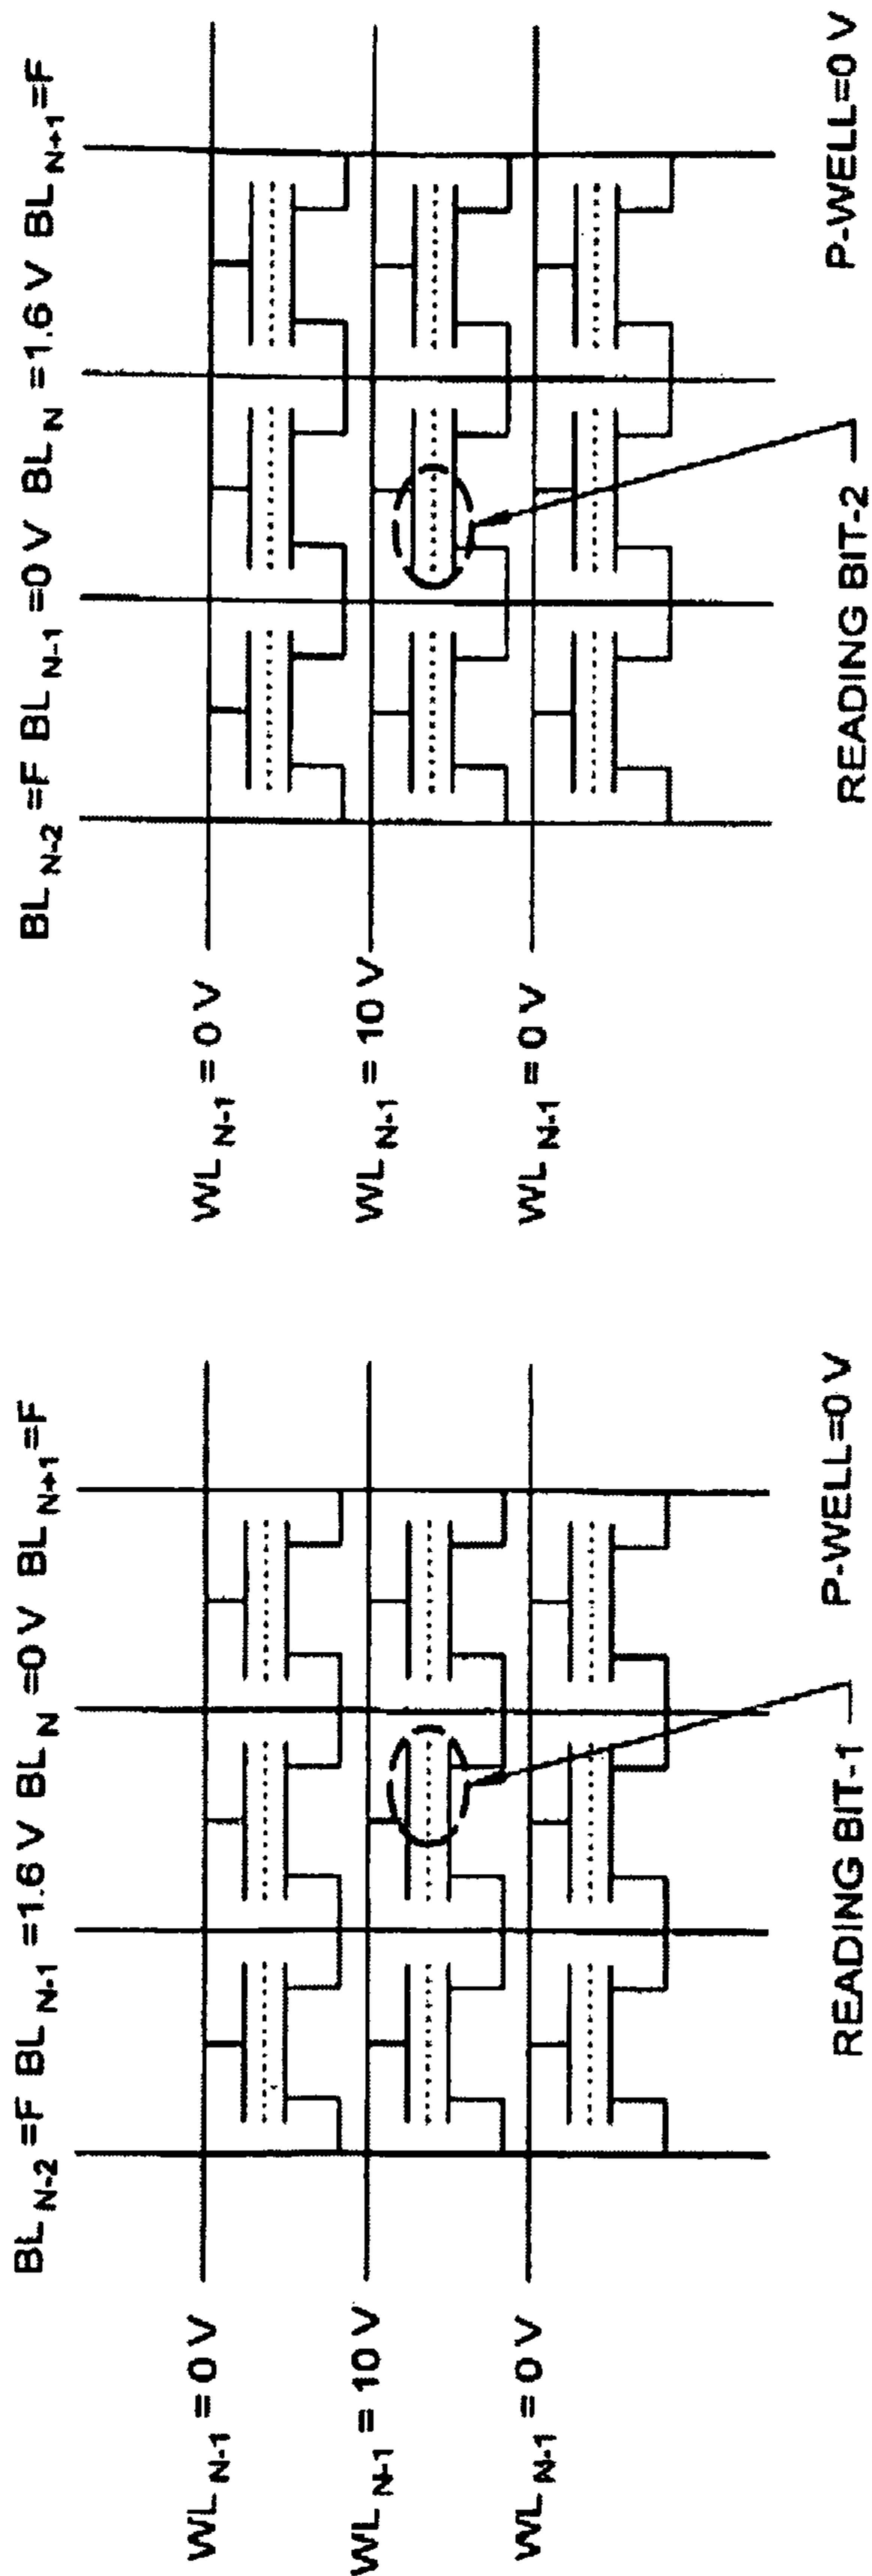 BL N-2 =F BL N-1 =1.6 V BL N =0 V BL N+1 =F
WL N-1 = 0 V
WL N-1 = 10 V
WL N-1 = 0 V
READING BIT-1
P-WELL=0 V
BL N-2 =F BL N-1 =0 V BL N =1.6 V BL N+1 =F
WL N-1 = 0 V
WL N-1 = 10 V
WL N-1 = 0 V
READING BIT-2
P-WELL=0 V